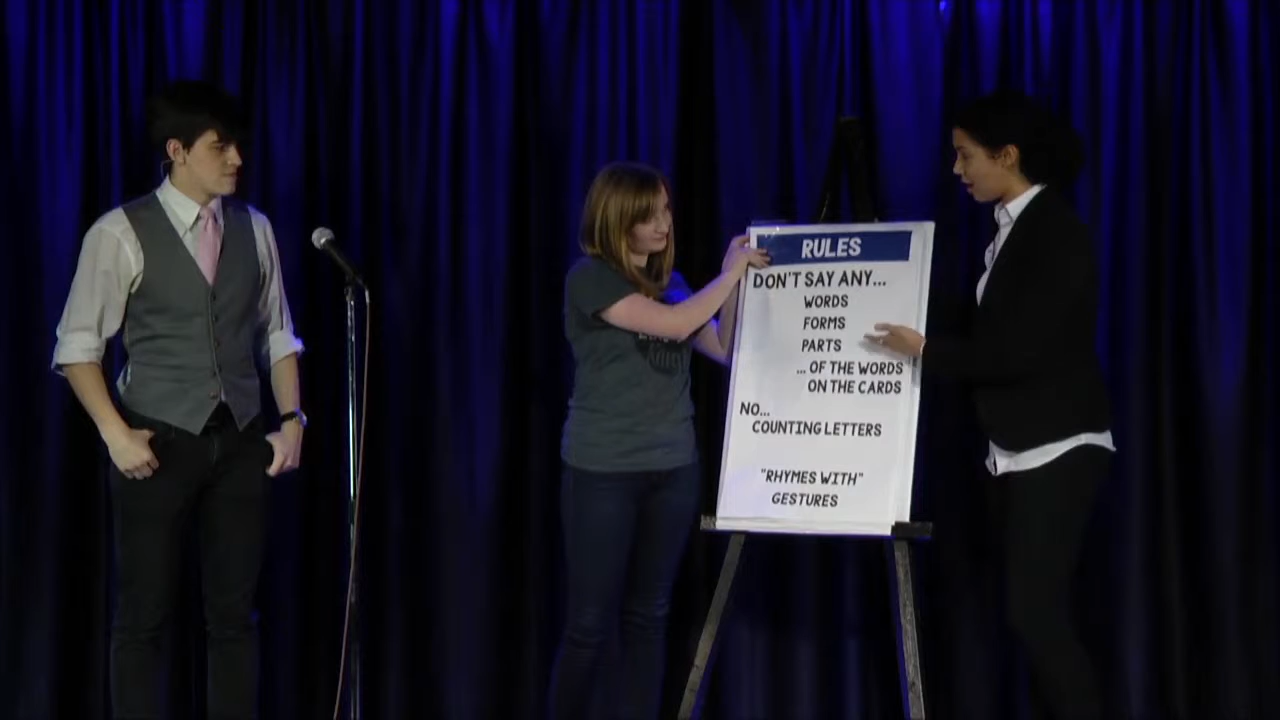 RULES
DON'T SAY ANY...
WORDS
FORMS
PARTS
... OF THE WORDS
ON THE CARDS
NO...
COUNTING LETTERS
"RHYMES WITH"
GESTURES